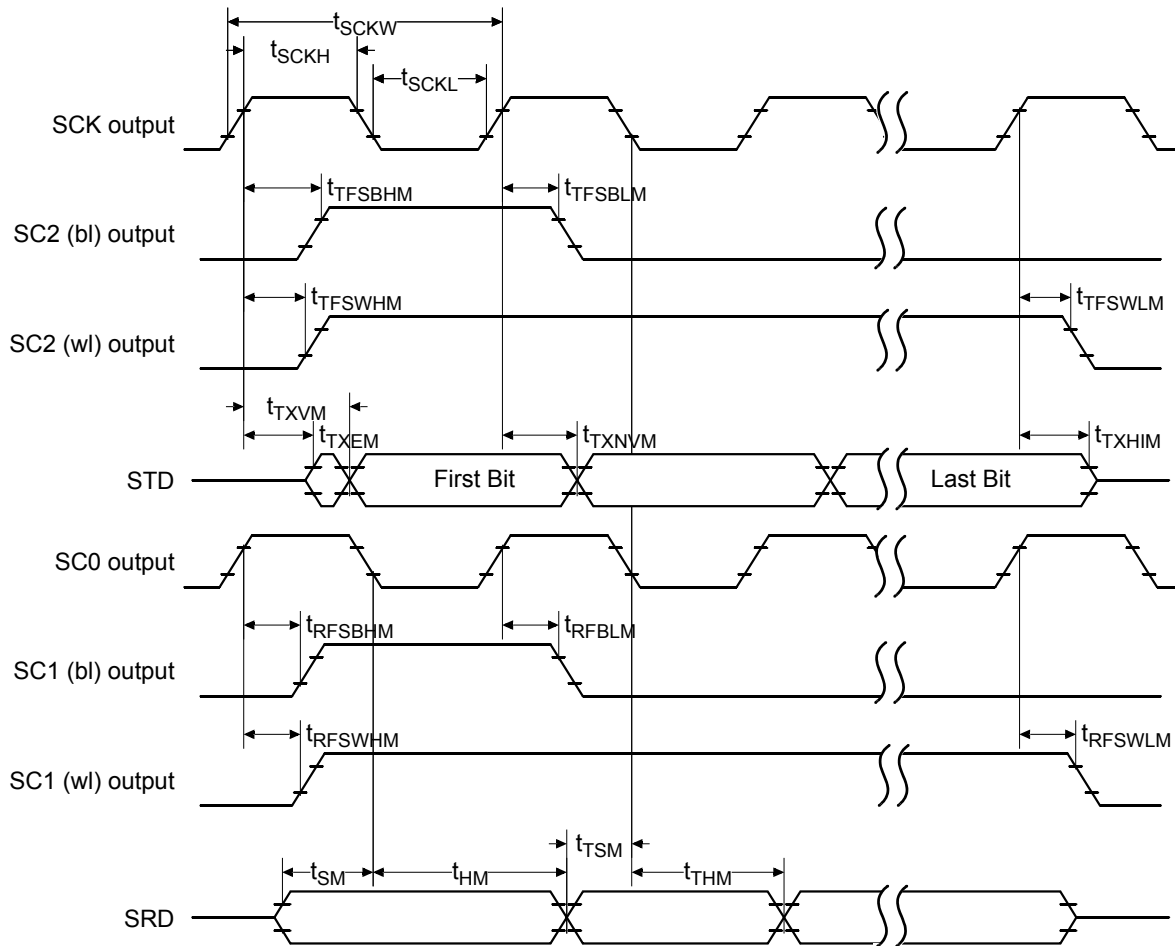 tSCKW
tSCKH
tSCKL
SCK output
tTFSBHM
tTFSBLM
SC2 (bl) output
tTFSWHM
tTFSWLM
SC2 (wl) output
tTXVM
tTXEM
tTXNVM
tTXHIM
STD
First Bit
Last Bit
SC0 output
tRFSBHM
tRFBLM
SC1 (bl) output
tRFSWHM
tRFSWLM
SC1 (wl) output
tTSM
tSM
tHM
tTHM
SRD